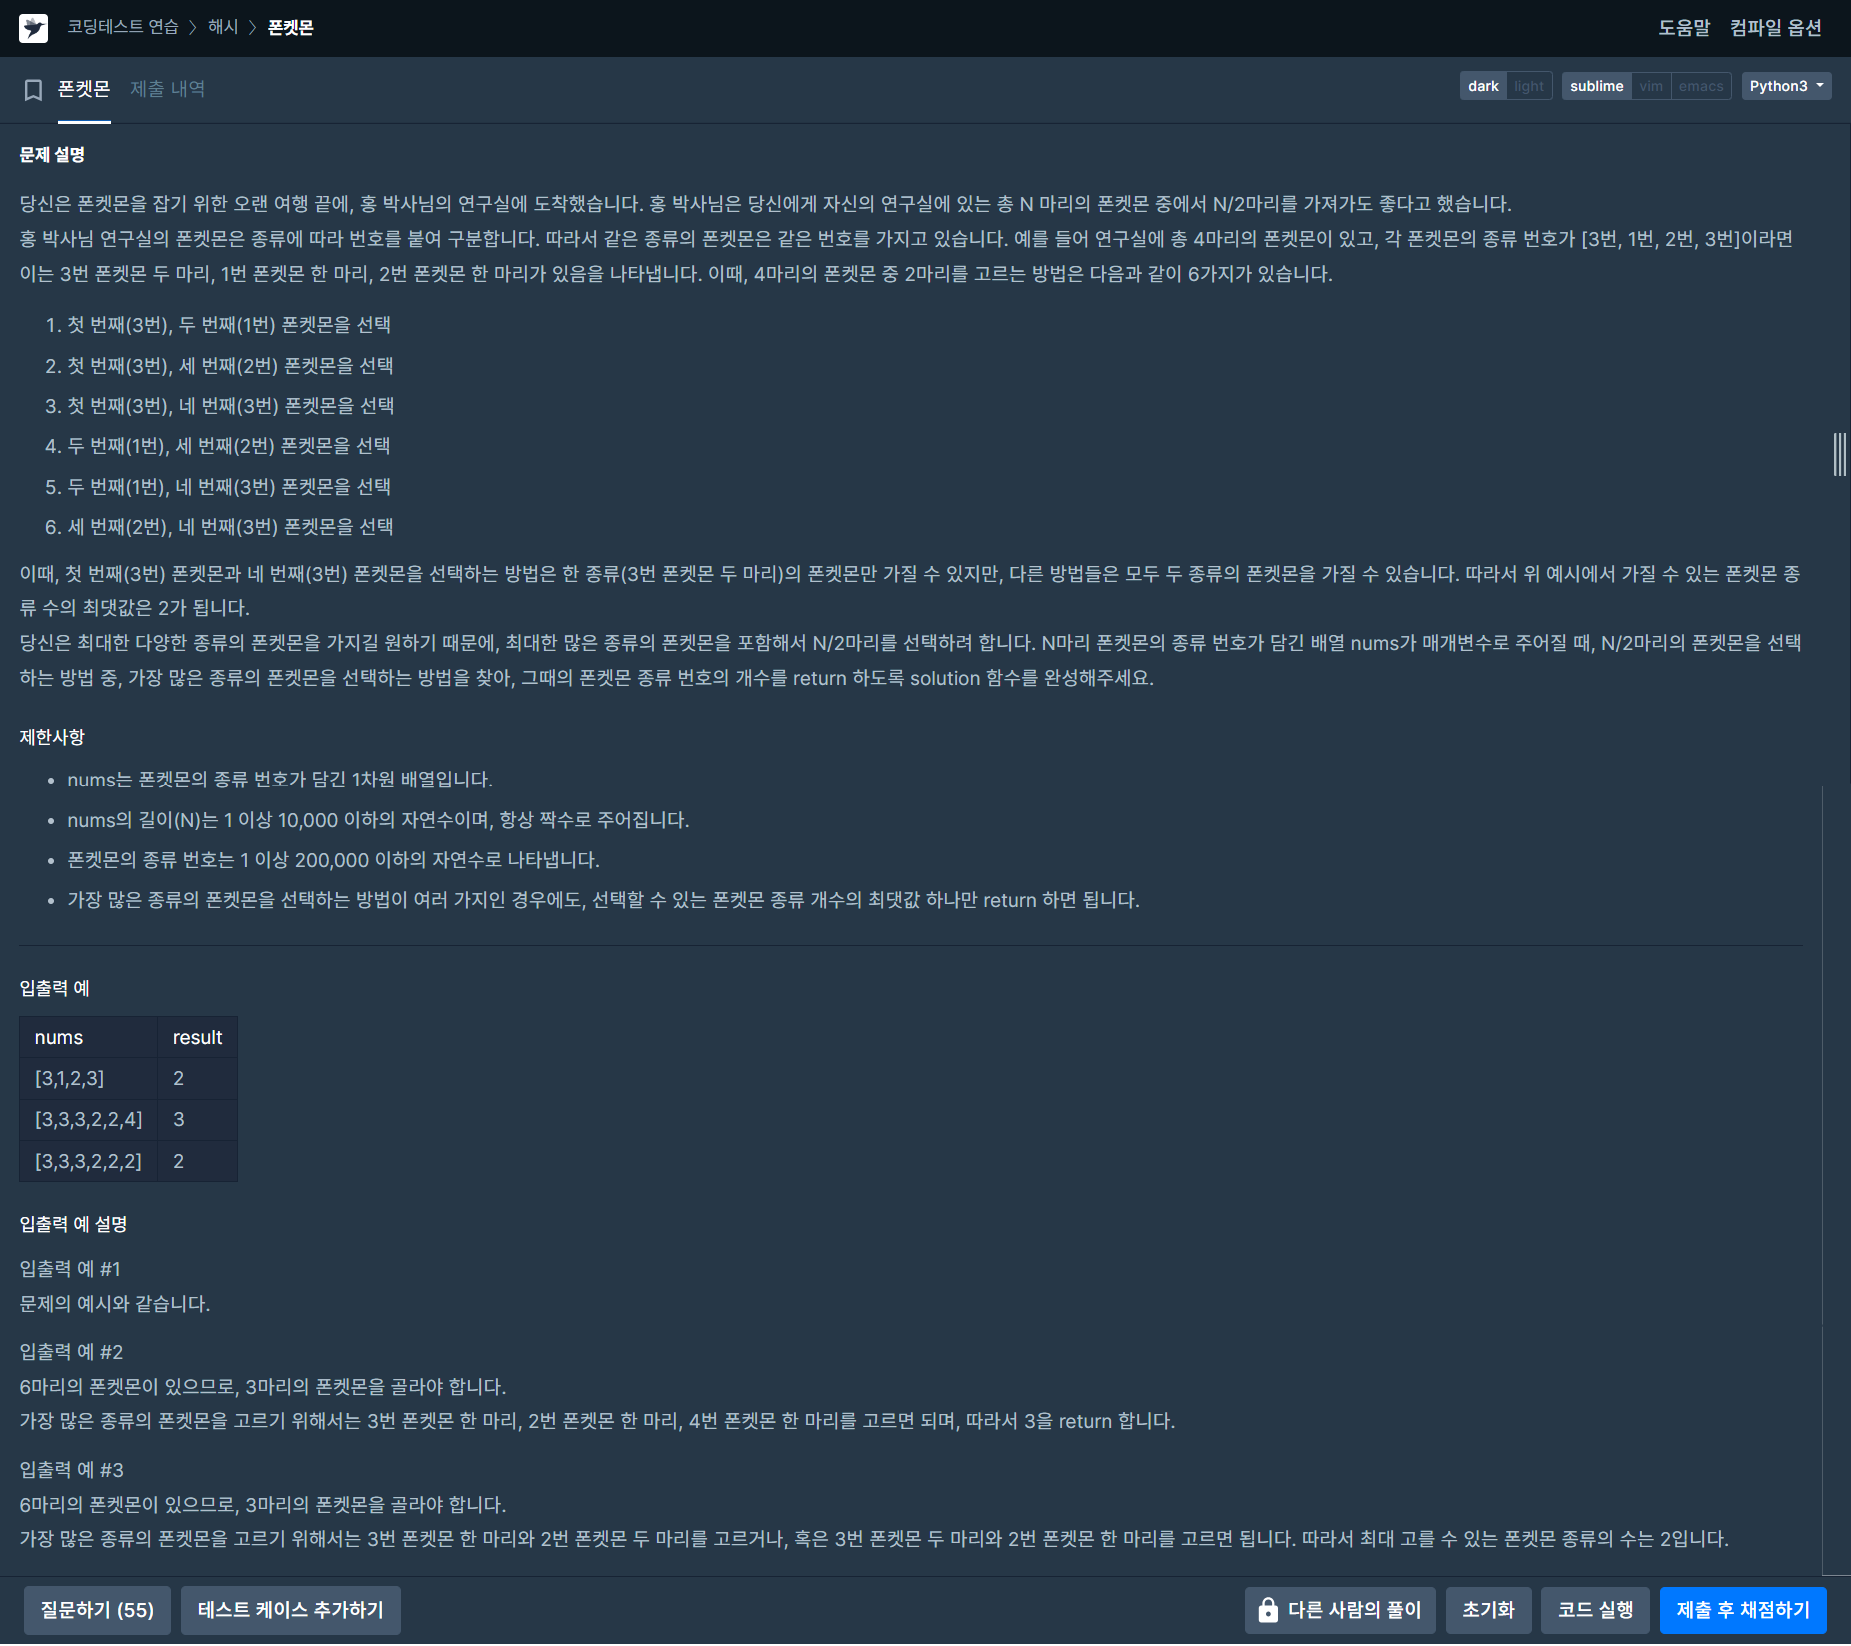 코딩테스트 연습 〉 해시 〉 폰켓몬
도움말 컴파일 옵션
폰켓몬 제출 내역
dark light sublime vim emacs Python3
문제 설명
당신은 폰켓몬을 잡기 위한 오랜 여행 끝에, 홍 박사님의 연구실에 도착했습니다. 홍 박사님은 당신에게 자신의 연구실에 있는 총 N 마리의 폰켓몬 중에서 N/2마리를 가져가도 좋다고 했습니다.
홍 박사님 연구실의 폰켓몬은 종류에 따라 번호를 붙여 구분합니다. 따라서 같은 종류의 폰켓몬은 같은 번호를 가지고 있습니다. 예를 들어 연구실에 총 4마리의 폰켓몬이 있고, 각 폰켓몬의 종류 번호가 [3번, 1번, 2번, 3번]이라면
이는 3번 폰켓몬 두 마리, 1번 폰켓몬 한 마리, 2번 폰켓몬 한 마리가 있음을 나타냅니다. 이때, 4마리의 폰켓몬 중 2마리를 고르는 방법은 다음과 같이 6가지가 있습니다.
1. 첫 번째(3번), 두 번째(1번) 폰켓몬을 선택
2. 첫 번째(3번), 세 번째(2번) 폰켓몬을 선택
3. 첫 번째(3번), 네 번째(3번) 폰켓몬을 선택
4. 두 번째(1번), 세 번째(2번) 폰켓몬을 선택
5. 두 번째(1번), 네 번째(3번) 폰켓몬을 선택
6. 세 번째(2번), 네 번째(3번) 폰켓몬을 선택
이때, 첫 번째(3번) 폰켓몬과 네 번째(3번) 폰켓몬을 선택하는 방법은 한 종류(3번 폰켓몬 두 마리)의 폰켓몬만 가질 수 있지만, 다른 방법들은 모두 두 종류의 폰켓몬을 가질 수 있습니다. 따라서 위 예시에서 가질 수 있는 폰켓몬 종
류 수의 최댓값은 2가 됩니다.
당신은 최대한 다양한 종류의 폰켓몬을 가지길 원하기 때문에, 최대한 많은 종류의 폰켓몬을 포함해서 N/2마리를 선택하려 합니다. N마리 폰켓몬의 종류 번호가 담긴 배열 nums가 매개변수로 주어질 때, N/2마리의 폰켓몬을 선택
하는 방법 중, 가장 많은 종류의 폰켓몬을 선택하는 방법을 찾아, 그때의 폰켓몬 종류 번호의 개수를 return 하도록 solution 함수를 완성해주세요.
제한사항
• nums는 폰켓몬의 종류 번호가 담긴 1차원 배열입니다.
• nums의 길이(N)는 1 이상 10,000 이하의 자연수이며, 항상 짝수로 주어집니다.
• 폰켓몬의 종류 번호는 1 이상 200,000 이하의 자연수로 나타냅니다.
• 가장 많은 종류의 폰켓몬을 선택하는 방법이 여러 가지인 경우에도, 선택할 수 있는 폰켓몬 종류 개수의 최댓값 하나만 return 하면 됩니다.
입출력 예
nums result
[3,1,2,3] 2
[3,3,3,2,2,4] 3
[3,3,3,2,2,2] 2
입출력 예 설명
입출력 예 #1
문제의 예시와 같습니다.
입출력 예 #2
6마리의 폰켓몬이 있으므로, 3마리의 폰켓몬을 골라야 합니다.
가장 많은 종류의 폰켓몬을 고르기 위해서는 3번 폰켓몬 한 마리, 2번 폰켓몬 한 마리, 4번 폰켓몬 한 마리를 고르면 되며, 따라서 3을 return 합니다.
입출력 예 #3
6마리의 폰켓몬이 있으므로, 3마리의 폰켓몬을 골라야 합니다.
가장 많은 종류의 폰켓몬을 고르기 위해서는 3번 폰켓몬 한 마리와 2번 폰켓몬 두 마리를 고르거나, 혹은 3번 폰켓몬 두 마리와 2번 폰켓몬 한 마리를 고르면 됩니다. 따라서 최대 고를 수 있는 폰켓몬 종류의 수는 2입니다.
질문하기 (55) 테스트 케이스 추가하기 다른 사람의 풀이 초기화 코드 실행 제출 후 채점하기